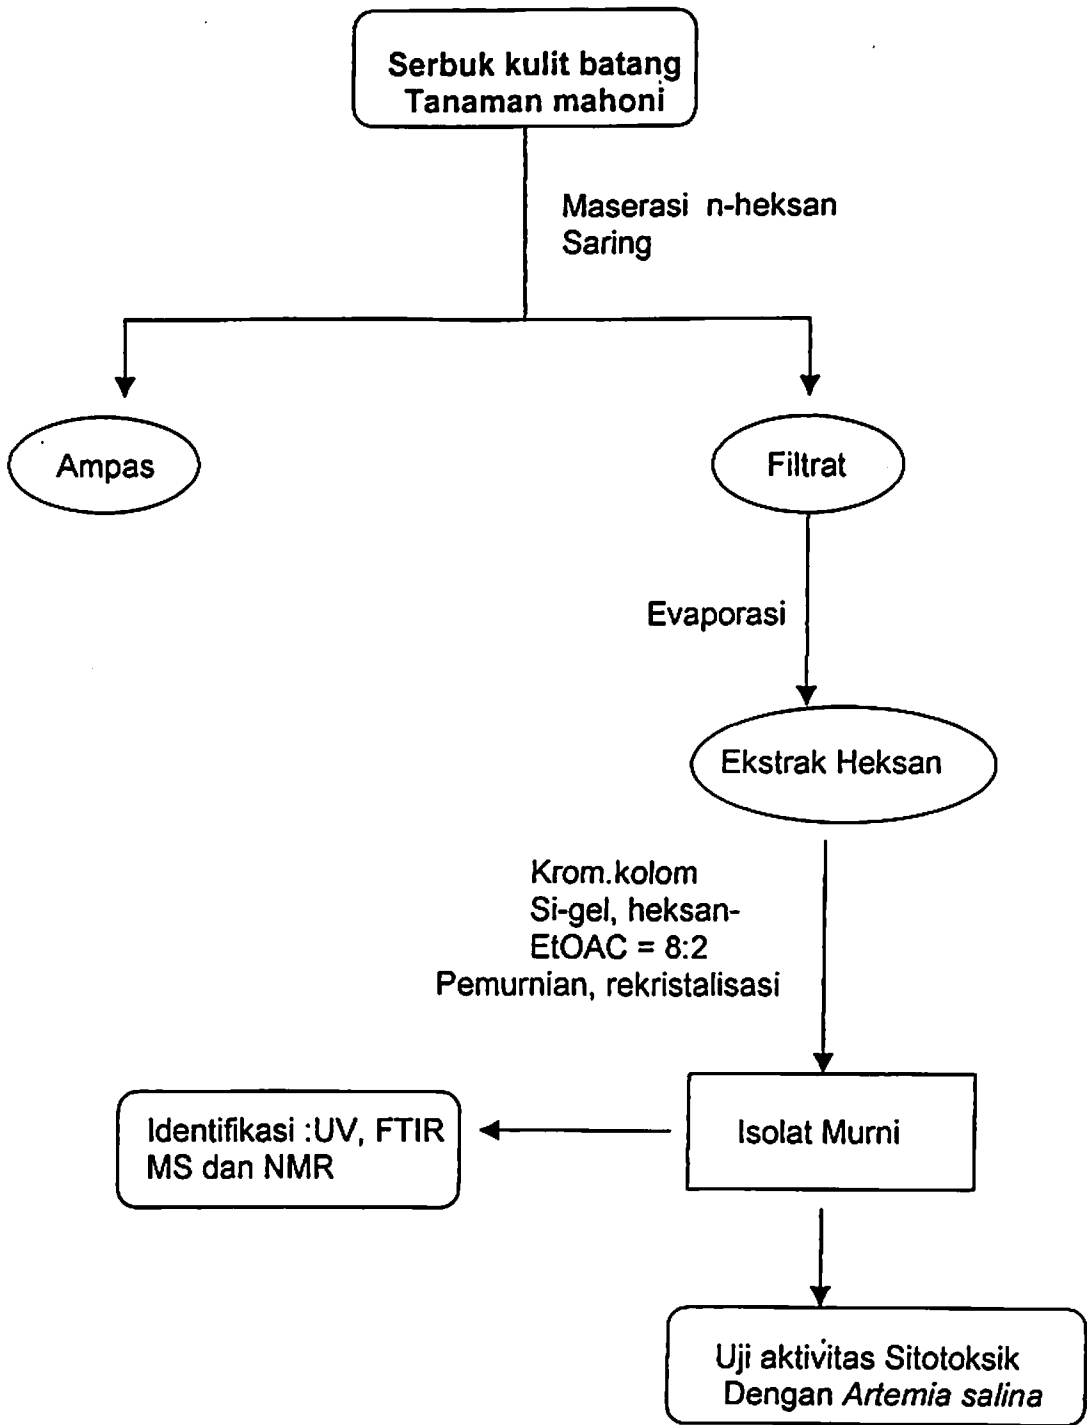 Serbuk kulit batang
Tanaman mahoni
Maserasi n-heksan
Saring
Ampas
Filtrat
Evaporasi
Ekstrak Heksan
Krom.kolom
Si-gel, heksan-
EtOAC = 8:2
Pemurnian, rekristalisasi
Isolat Murni
Identifikasi :UV, FTIR
MS dan NMR
Uji aktivitas Sitotoksik
Dengan Artemia salina